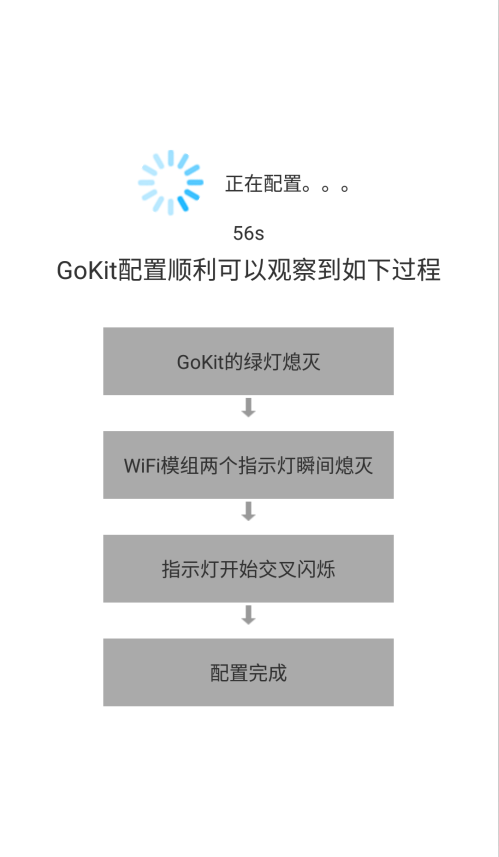 正在配置。。。
56s
GoKit配置顺利可以观察到如下过程
GoKit的绿灯熄灭
WiFi模组两个指示灯瞬间熄灭
指示灯开始交叉闪烁
配置完成